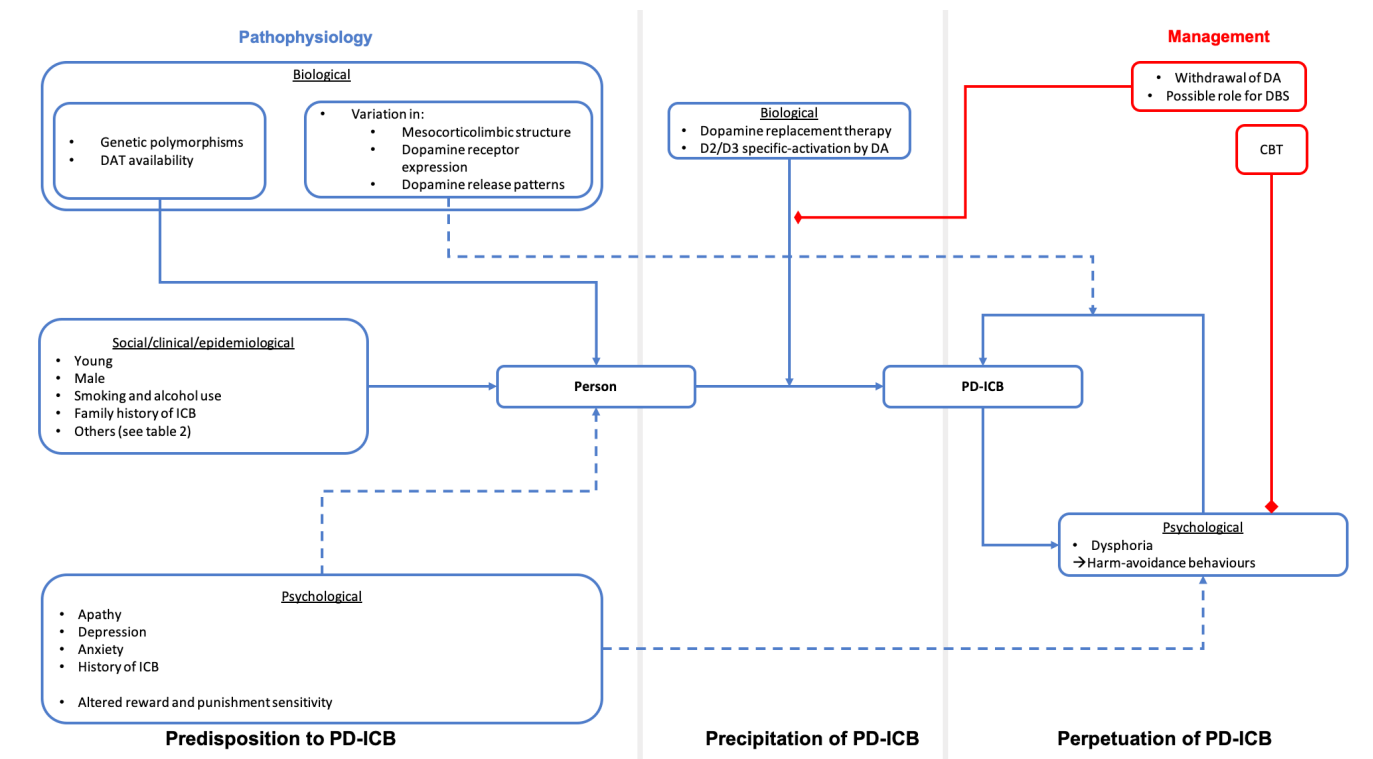 Pathophysiology
Management
Biological
• Genetic polymorphisms
• DAT availability
• Variation in:
• Mesocorticolimbic structure
• Dopamine receptor
expression
• Dopamine release patterns
Biological
• Dopamine replacement therapy
• D2/D3 specific-activation by DA
• Withdrawal of DA
• Possible role for DBS
CBT
Social/clinical/epidemiological
• Young
• Male
• Smoking and alcohol use
• Family history of ICB
• Others (see table 2)
Person
PD-ICB
Psychological
• Dysphoria
→Harm-avoidance behaviours
Psychological
• Apathy
• Depression
• Anxiety
• History of ICB
• Altered reward and punishment sensitivity
Predisposition to PD-ICB
Precipitation of PD-ICB
Perpetuation of PD-ICB